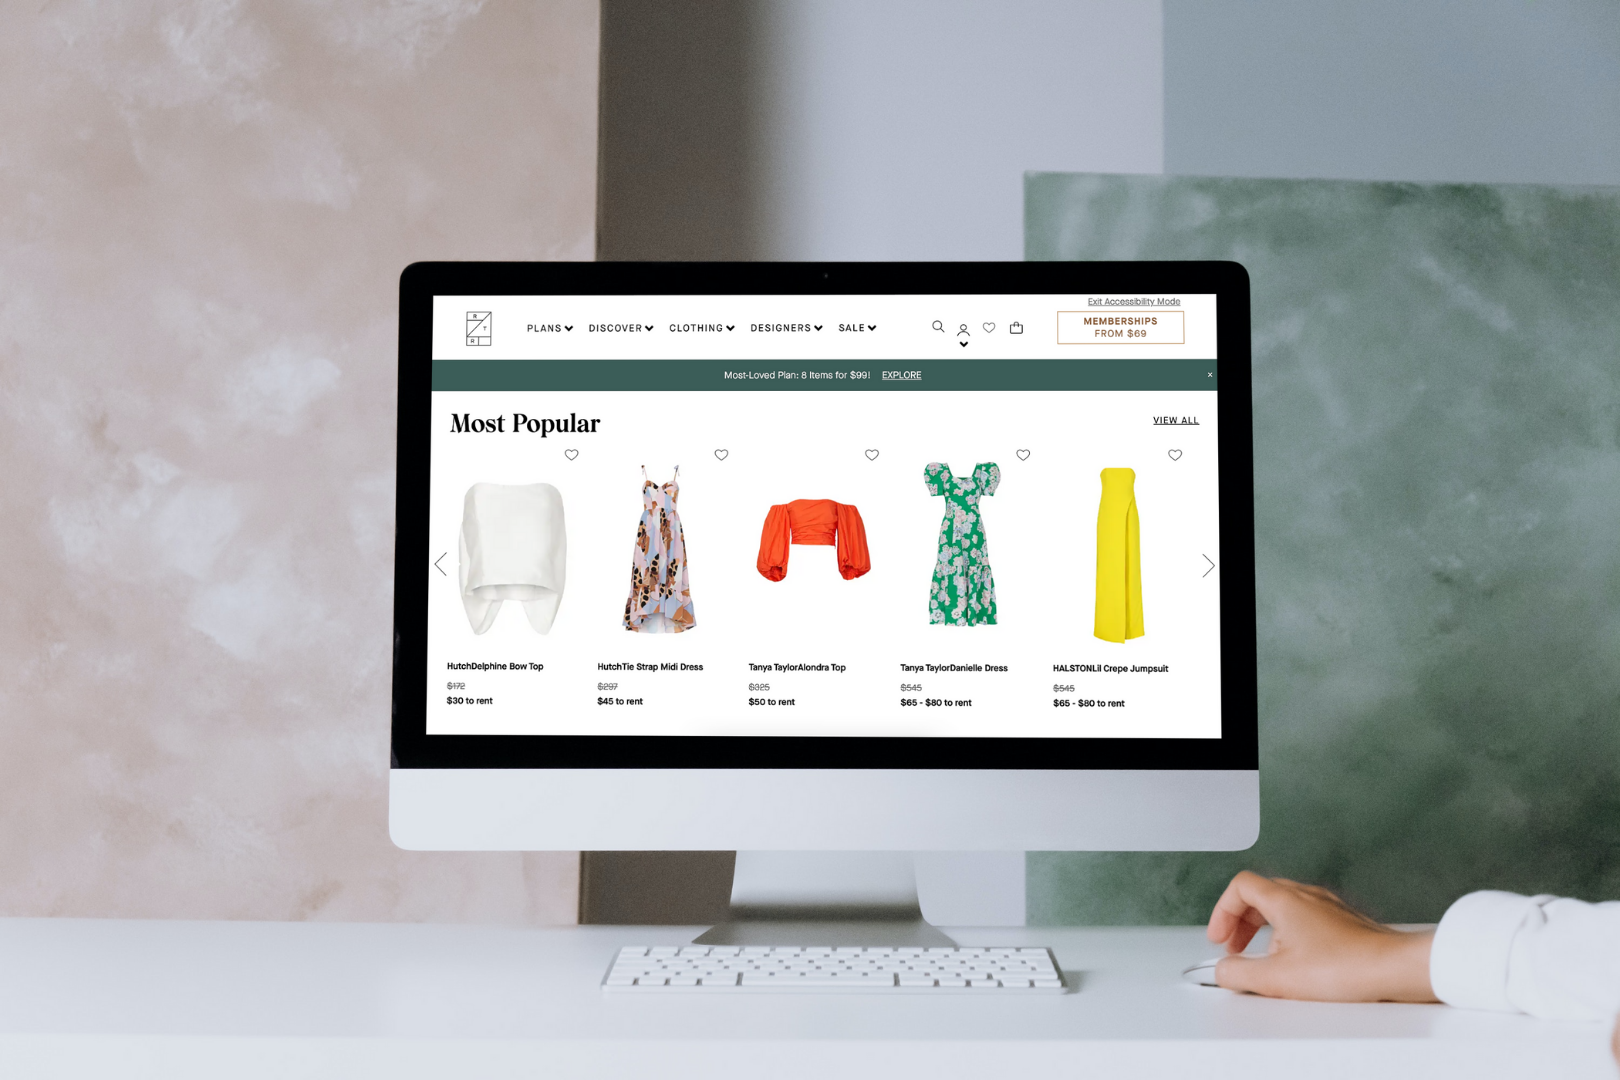 Exit Accessibility Mode
R
T
R
PLANS
DISCOVER
CLOTHING
DESIGNERS
SALE
MEMBERSHIPS
FROM $69
Most-Loved Plan: 8 Items for $99! EXPLORE
×
Most Popular
VIEW ALL
HutchDelphine Bow Top
$172
$30 to rent
HutchTie Strap Midi Dress
$297
$45 to rent
Tanya TaylorAlondra Top
$325
$50 to rent
Tanya TaylorDanielle Dress
$545
$65 - $80 to rent
HALSTONLil Crepe Jumpsuit
$545
$65 - $80 to rent